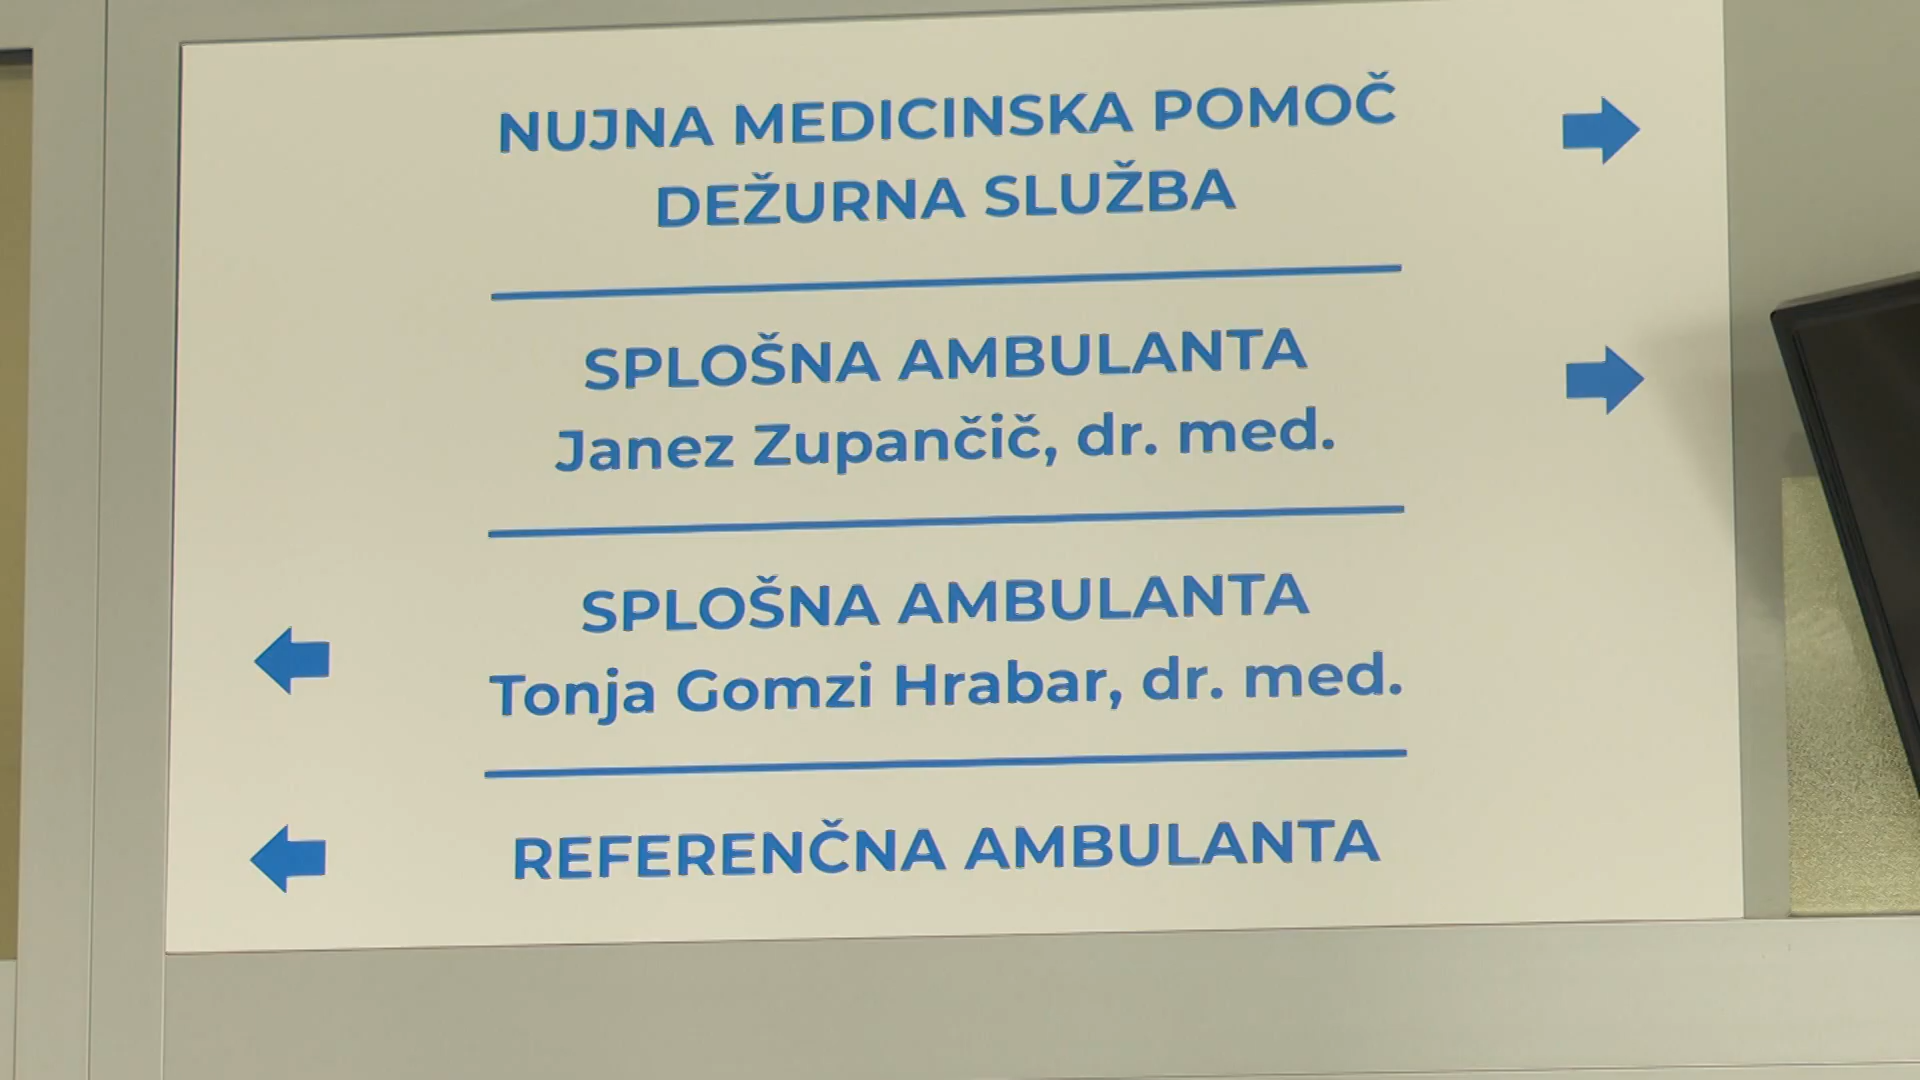 NUJNA MEDICINSKA POMOČ
DEŽURNA SLUŽBA
SPLOŠNA AMBULANTA
Janez Zupančič, dr. med.
SPLOŠNA AMBULANTA
Tonja Gomzi Hrabar, dr. med.
REFERENČNA AMBULANTA